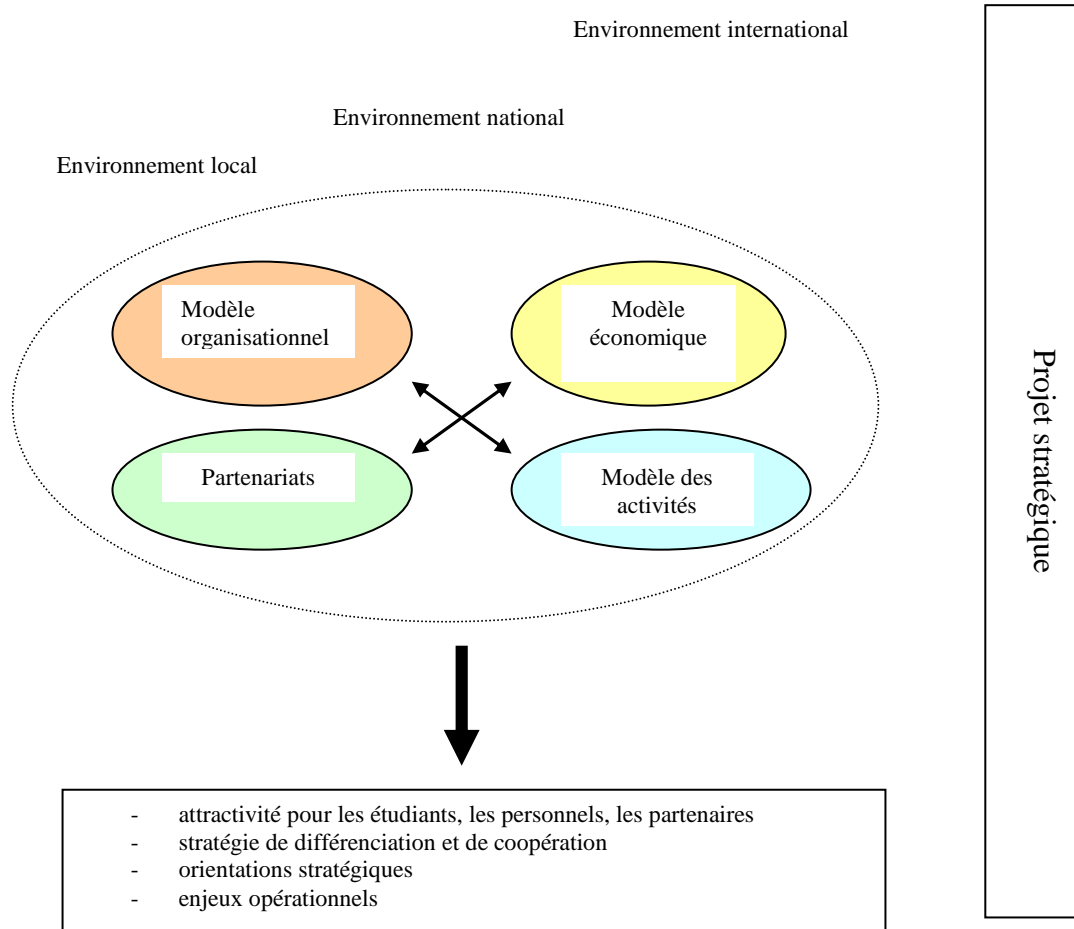 Environnement international
Environnement national
Environnement local
Modèle
organisationnel
Modèle
économique
Partenariats
Modèle des
activités
Projet stratégique
- attractivité pour les étudiants, les personnels, les partenaires
- stratégie de différenciation et de coopération
- orientations stratégiques
- enjeux opérationnels